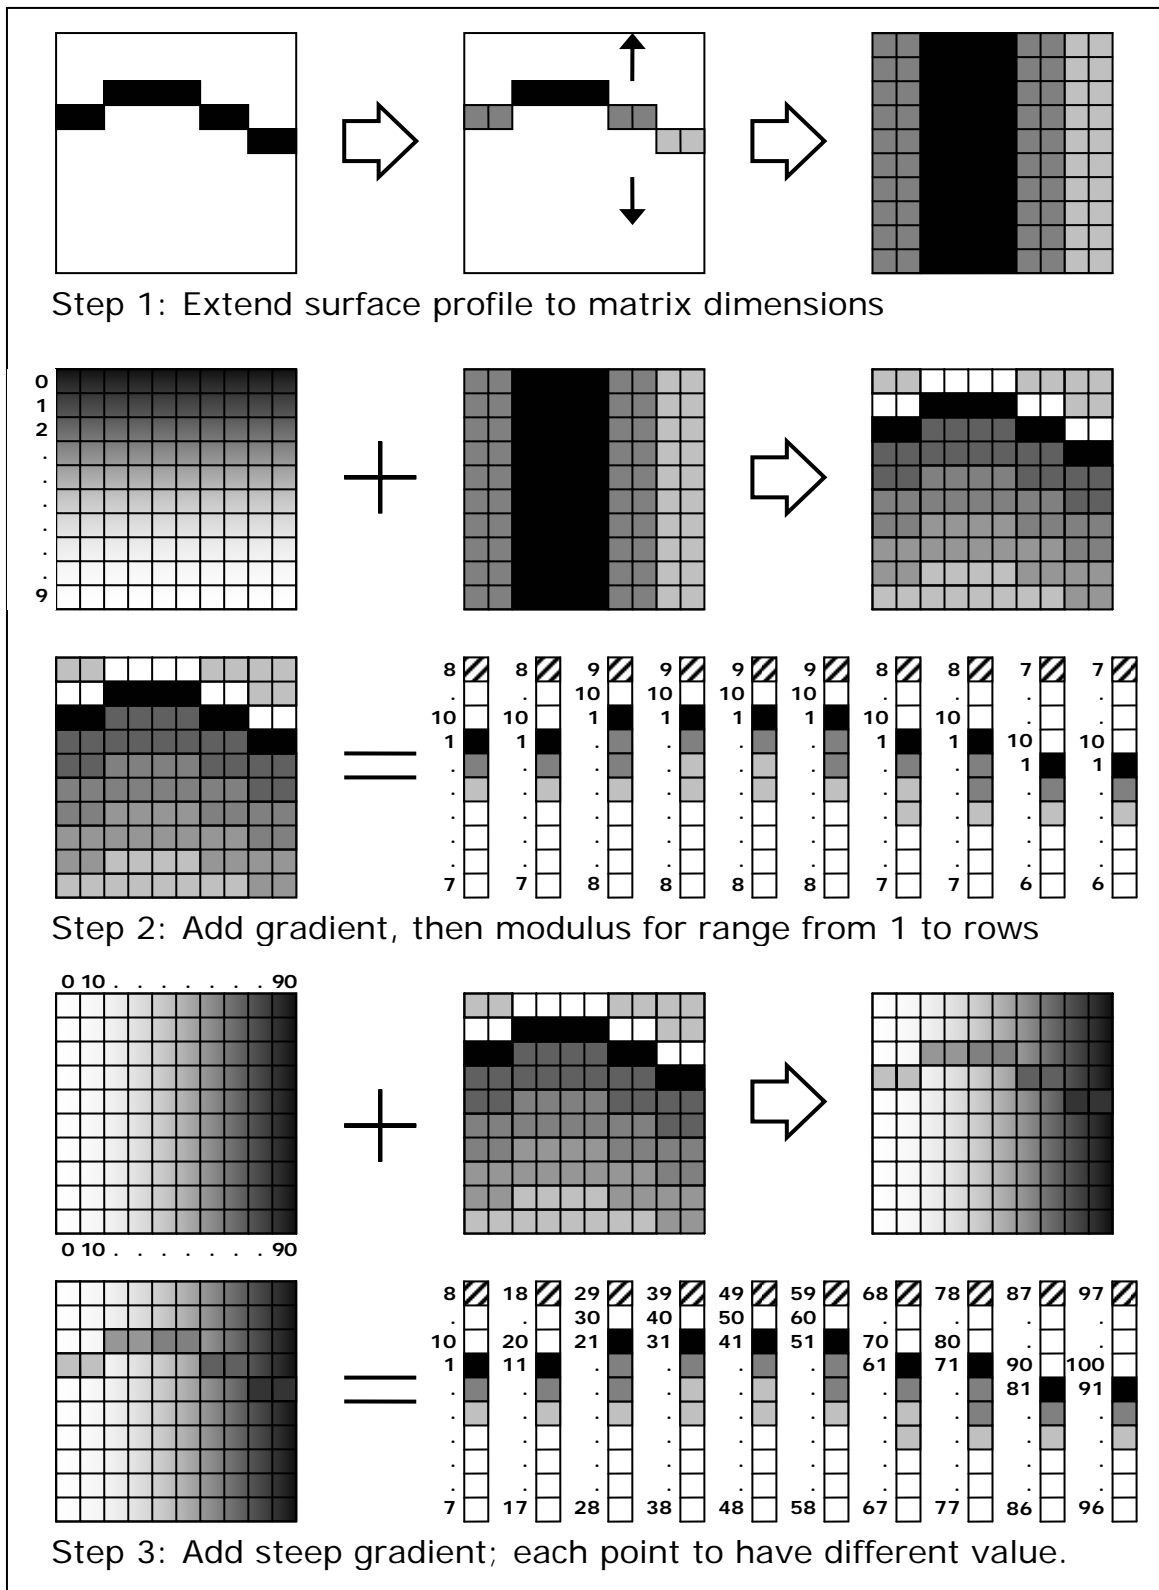 Step 1: Extend surface profile to matrix dimensions
0
1
2
.
.
.
.
.
.
9
8 8 9 9 9 9 8 8 7 7
. . 10 10 10 10 . . . .
10 10 1 1 1 1 10 10 . .
1 1 . . . . 1 1 10 10
. . . . . . . . 1 1
. . . . . . . . . .
. . . . . . . . . .
. . . . . . . . . .
. . . . . . . . . .
7 7 8 8 8 8 7 7 6 6
Step 2: Add gradient, then modulus for range from 1 to rows
0 10 . . . . . . . 90
0 10 . . . . . . . 90
8 18 29 39 49 59 68 78 87 97
. . 30 40 50 60 . . . .
10 20 21 31 41 51 70 80 . .
1 11 . . . . 61 71 90 100
. . . . . . . . 81 91
. . . . . . . . . .
. . . . . . . . . .
. . . . . . . . . .
. . . . . . . . . .
7 17 28 38 48 58 67 77 86 96
Step 3: Add steep gradient; each point to have different value.